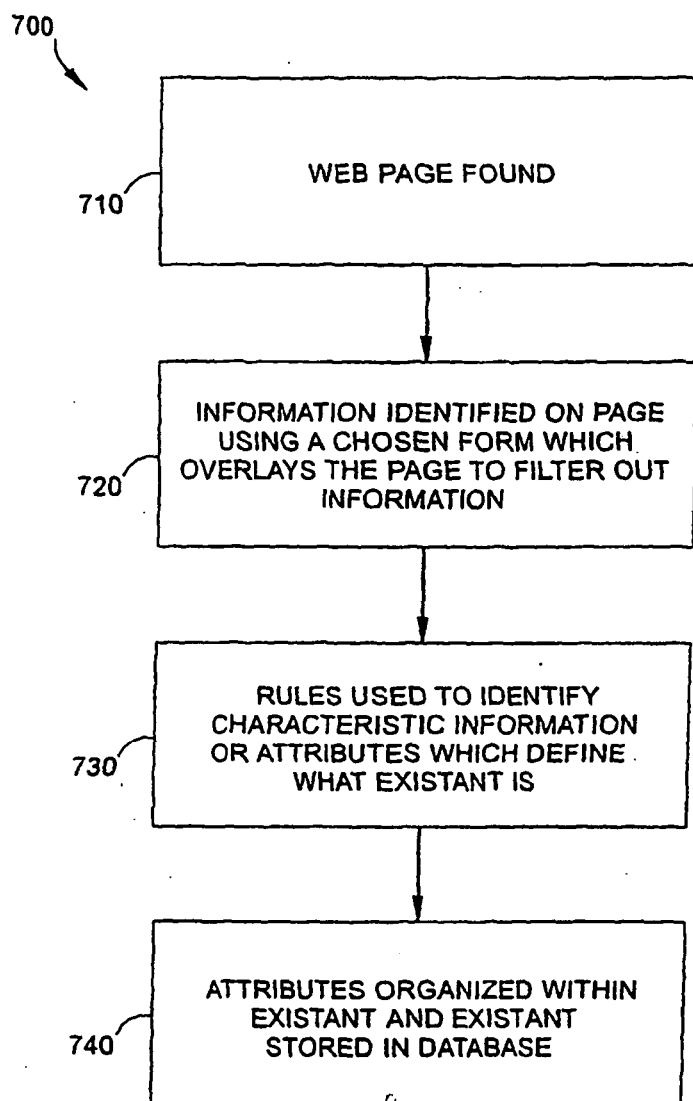 700
WEB PAGE FOUND
710
INFORMATION IDENTIFIED ON PAGE
USING A CHOSEN FORM WHICH
OVERLAYS THE PAGE TO FILTER OUT
INFORMATION
720
RULES USED TO IDENTIFY
CHARACTERISTIC INFORMATION
OR ATTRIBUTES WHICH DEFINE
WHAT EXISTANT IS
730
ATTRIBUTES ORGANIZED WITHIN
EXISTANT AND EXISTANT
STORED IN DATABASE
740